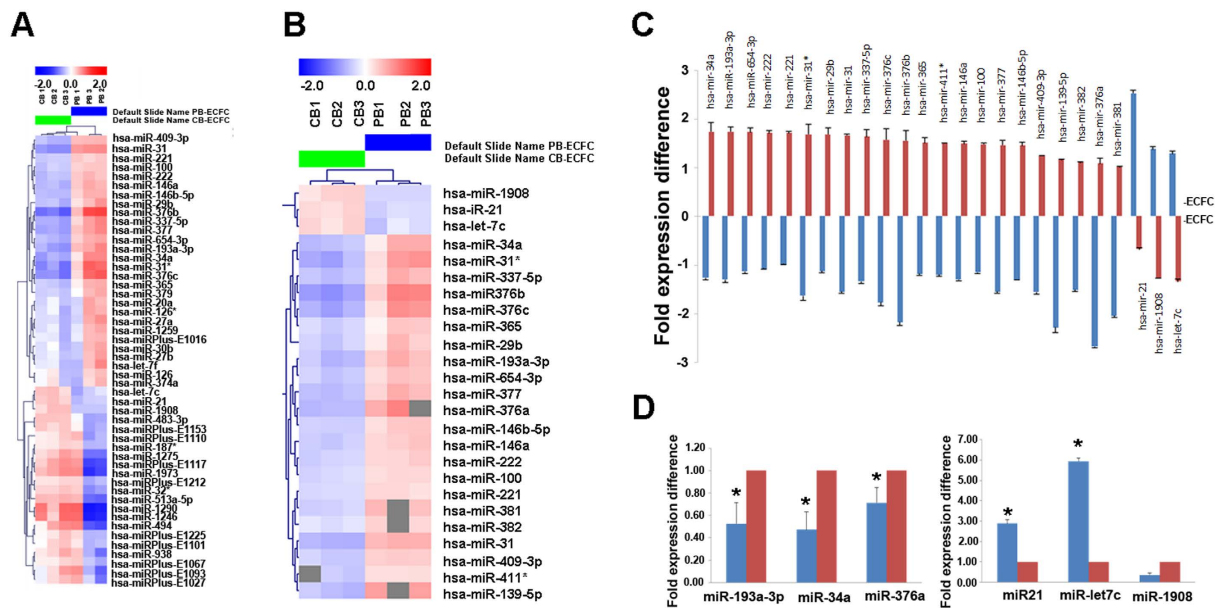 A
-2.0 0.0 2.0
CB 1
CB 2
CB 3
PB 1
PB 3
PB 2
Default Slide Name PB-ECFC
Default Slide Name CB-ECFC
hsa-miR-409-3p
hsa-miR-31
hsa-miR-221
hsa-miR-100
hsa-miR-222
hsa-miR-146a
hsa-miR-146b-5p
hsa-miR-29b
hsa-miR-376b
hsa-miR-337-5p
hsa-miR-377
hsa-miR-654-3p
hsa-miR-193a-3p
hsa-miR-34a
hsa-miR-31*
hsa-miR-376c
hsa-miR-365
hsa-miR-379
hsa-miR-20a
hsa-miR-126*
hsa-miR-27a
hsa-miR-1259
hsa-miRPlus-E1016
hsa-miR-30b
hsa-miR-27b
hsa-let-7f
hsa-miR-126
hsa-miR-374a
hsa-let-7c
hsa-miR-21
hsa-miR-1908
hsa-miR-483-3p
hsa-miRPlus-E1153
hsa-miRPlus-E1110
hsa-miR-187*
hsa-miR-1275
hsa-miRPlus-E1117
hsa-miR-1973
hsa-miRPlus-E1212
hsa-miR-32*
hsa-miR-513a-5p
hsa-miR-1290
hsa-miR-1246
hsa-miR-494
hsa-miRPlus-E1225
hsa-miRPlus-E1101
hsa-miR-938
hsa-miRPlus-E1067
hsa-miRPlus-E1093
hsa-miRPlus-E1027
B
-2.0 0.0 2.0
CB1
CB2
CB3
PB1
PB2
PB3
Default Slide Name PB-ECFC
Default Slide Name CB-ECFC
hsa-miR-1908
hsa-iR-21
hsa-let-7c
hsa-miR-34a
hsa-miR-31*
hsa-miR-337-5p
hsa-miR376b
hsa-miR-376c
hsa-miR-365
hsa-miR-29b
hsa-miR-193a-3p
hsa-miR-654-3p
hsa-miR-377
hsa-miR-376a
hsa-miR-146b-5p
hsa-miR-146a
hsa-miR-222
hsa-miR-100
hsa-miR-221
hsa-miR-381
hsa-miR-382
hsa-miR-31
hsa-miR-409-3p
hsa-miR-411*
hsa-miR-139-5p
C
Fold expression difference
3
2
1
0
-1
-2
-3
hsa-mir-34a
hsa-miR-193a-3p
hsa-miR-654-3p
hsa-mir-222
hsa-mir-221
hsa-mir-31*
hsa-mir-29b
hsa-mir-31
hsa-mir-337-5p
hsa-mir-376c
hsa-mir-376b
hsa-mir-365
hsa-mir-411*
hsa-mir-146a
hsa-mir-100
hsa-mir-377
hsa-mir-146b-5p
hsa-mir-409-3p
hsa-mir-139-5p
hsa-mir-382
hsa-mir-376a
hsa-mir-381
hsa-mir-21
hsa-mir-1908
hsa-let-7c
-ECFC
-ECFC
D
Fold expression difference
1.20
1.00
0.80
0.60
0.40
0.20
0.00
* * *
miR-193a-3p miR-34a miR-376a
Fold expression difference
7.00
6.00
5.00
4.00
3.00
2.00
1.00
0.00
* *
miR21 miR-let7c miR-1908